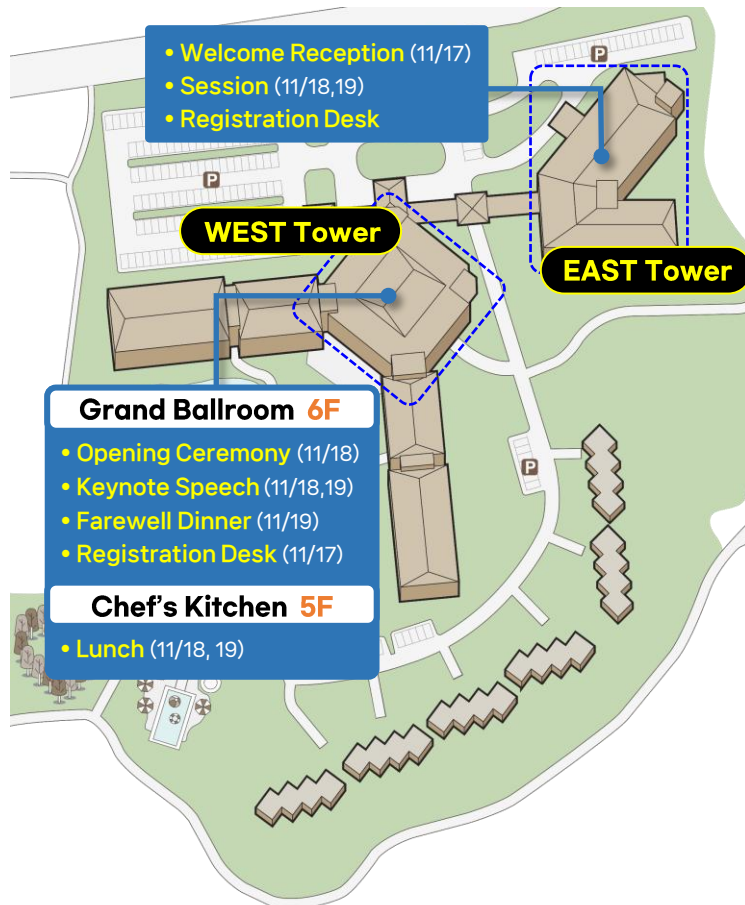 • Welcome Reception (11/17)
• Session (11/18,19)
• Registration Desk
P
P
WEST Tower
EAST Tower
Grand Ballroom 6F
• Opening Ceremony (11/18)
• Keynote Speech (11/18,19)
• Farewell Dinner (11/19)
• Registration Desk (11/17)
P
Chef's Kitchen 5F
• Lunch (11/18, 19)